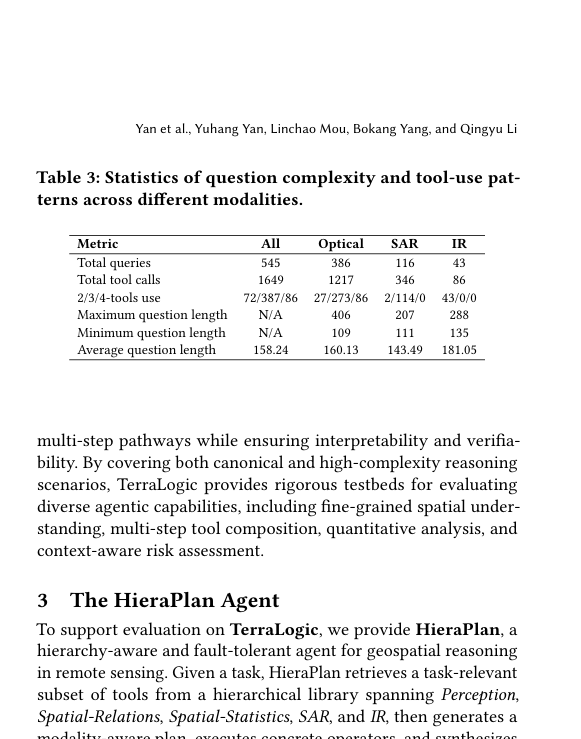 Yan et al., Yuhang Yan, Linchao Mou, Bokang Yang, and Qingyu Li
Table 3: Statistics of question complexity and tool-use pat-
terns across different modalities.
Metric All Optical SAR IR
Total queries 545 386 116 43
Total tool calls 1649 1217 346 86
2/3/4-tools use 72/387/86 27/273/86 2/114/0 43/0/0
Maximum question length N/A 406 207 288
Minimum question length N/A 109 111 135
Average question length 158.24 160.13 143.49 181.05
multi-step pathways while ensuring interpretability and verifia-
bility. By covering both canonical and high-complexity reasoning
scenarios, TerraLogic provides rigorous testbeds for evaluating
diverse agentic capabilities, including fine-grained spatial under-
standing, multi-step tool composition, quantitative analysis, and
context-aware risk assessment.
3 The HieraPlan Agent
To support evaluation on TerraLogic, we provide HieraPlan, a
hierarchy-aware and fault-tolerant agent for geospatial reasoning
in remote sensing. Given a task, HieraPlan retrieves a task-relevant
subset of tools from a hierarchical library spanning Perception,
Spatial-Relations, Spatial-Statistics, SAR, and IR, then generates a
modality-aware plan, executes concrete operators, and synthesizes